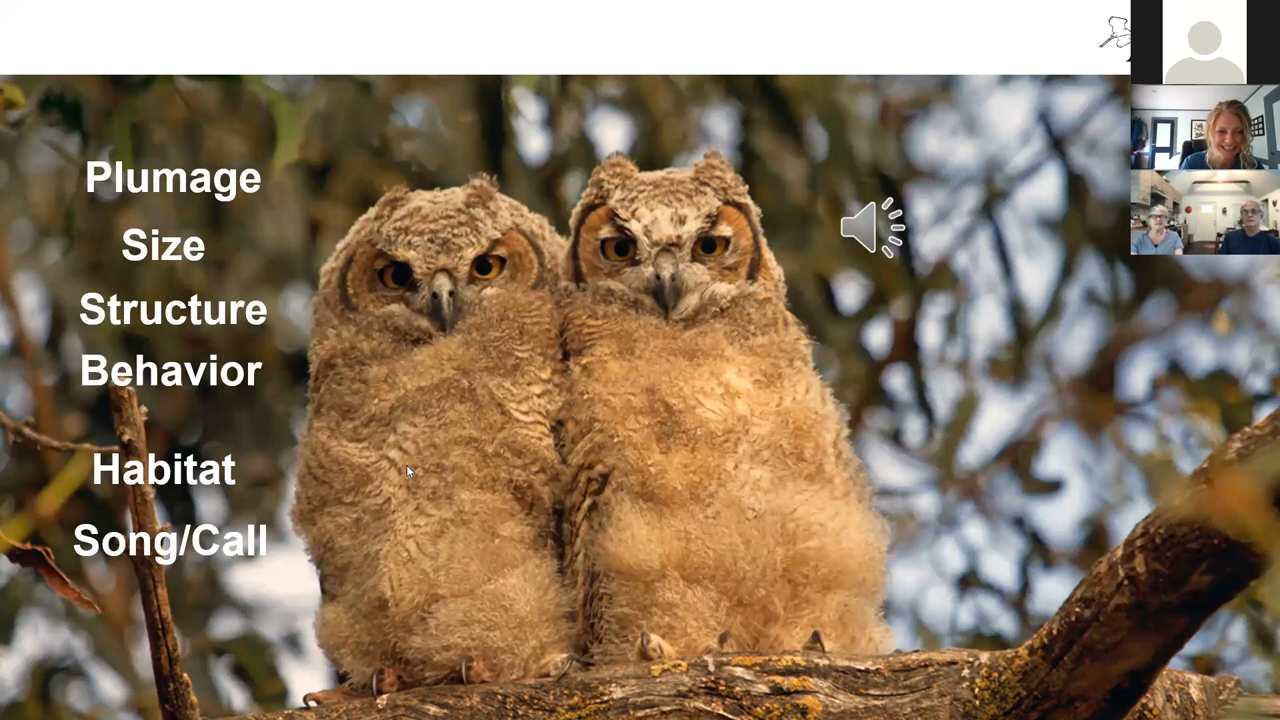 Plumage
Size
Structure
Behavior
Habitat
Song/Call